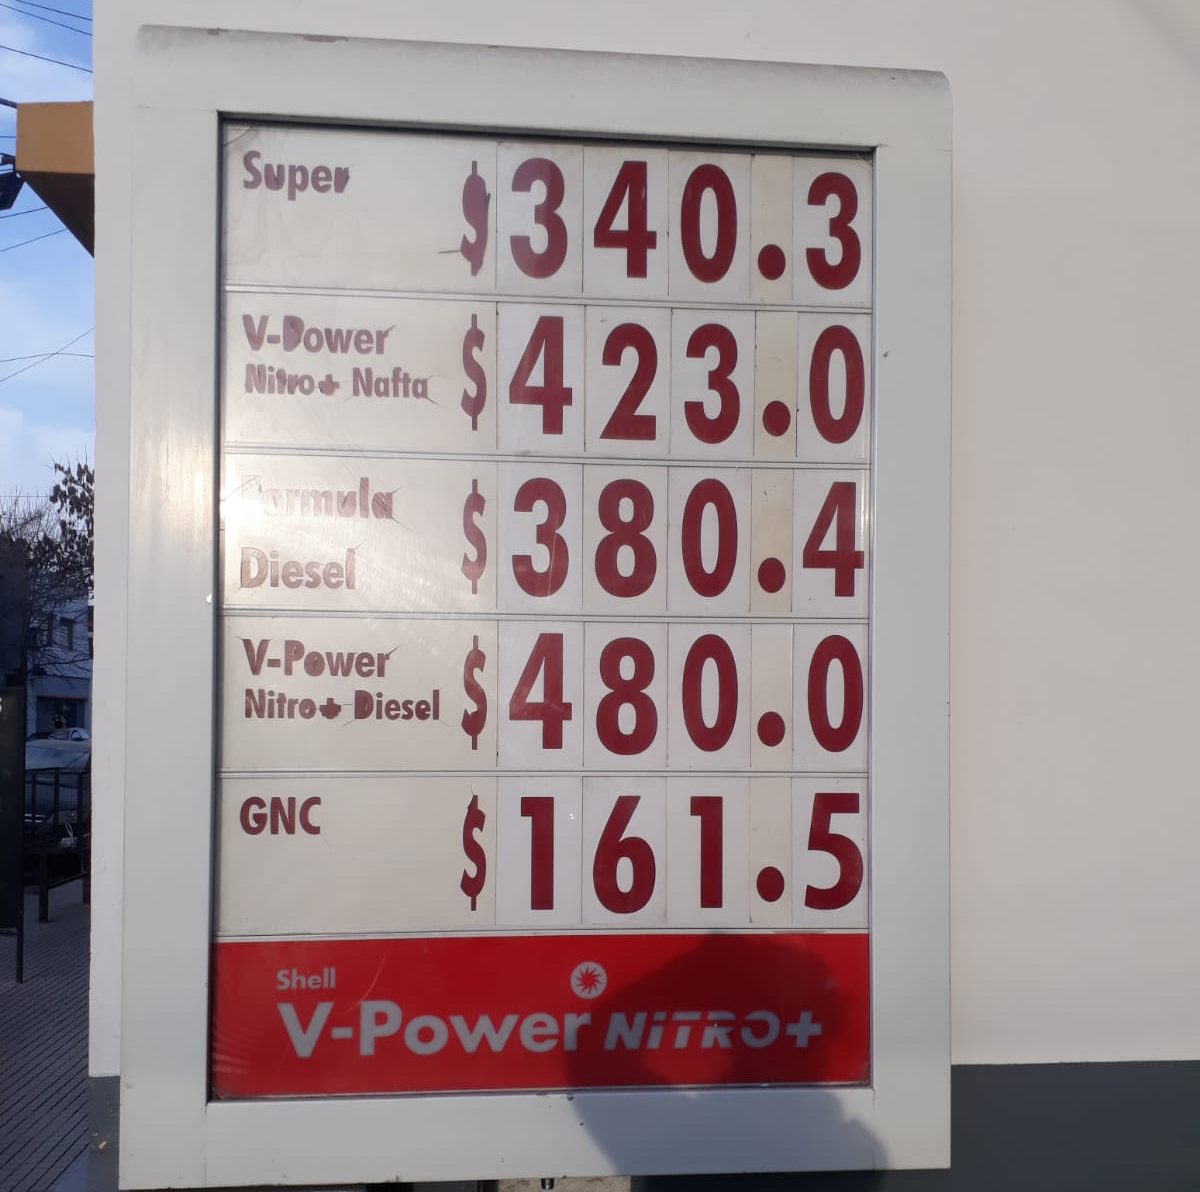 Super $ 340.3
V-Power $ 423.0
Nitro+ Nafta
Formula $ 380.4
Diesel
V-Power $ 480.0
Nitro+ Diesel
GNC $ 161.5
Shell
V-Power NiTRO+